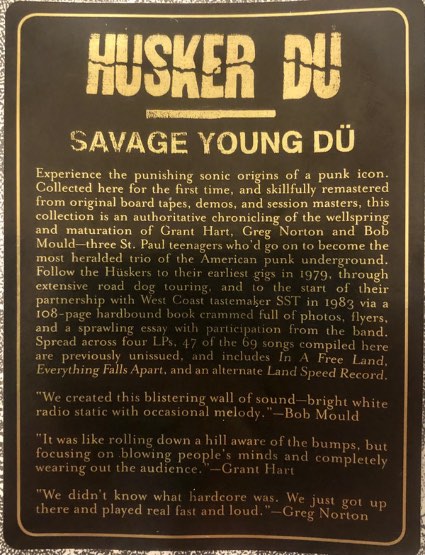 HÜSKER DÜ
SAVAGE YOUNG DÜ
Experience the punishing sonic origins of a punk icon.
Collected here for the first time, and skillfully remastered
from original board tapes, demos, and session masters, this
collection is an authoritative chronicling of the wellspring
and maturation of Grant Hart, Greg Norton and Bob
Mould—three St. Paul teenagers who'd go on to become the
most heralded trio of the American punk underground.
Follow the Hüskers to their earliest gigs in 1979, through
extensive road dog touring, and to the start of their
partnership with West Coast tastemaker SST in 1983 via a
108-page hardbound book crammed full of photos, flyers,
and a sprawling essay with participation from the band.
Spread across four LPs, 47 of the 69 songs compiled here
are previously unissued, and includes In A Free Land,
Everything Falls Apart, and an alternate Land Speed Record.
"We created this blistering wall of sound—bright white
radio static with occasional melody."—Bob Mould
"It was like rolling down a hill aware of the bumps, but
focusing on blowing people's minds and completely
wearing out the audience."—Grant Hart
"We didn't know what hardcore was. We just got up
there and played real fast and loud."—Greg Norton